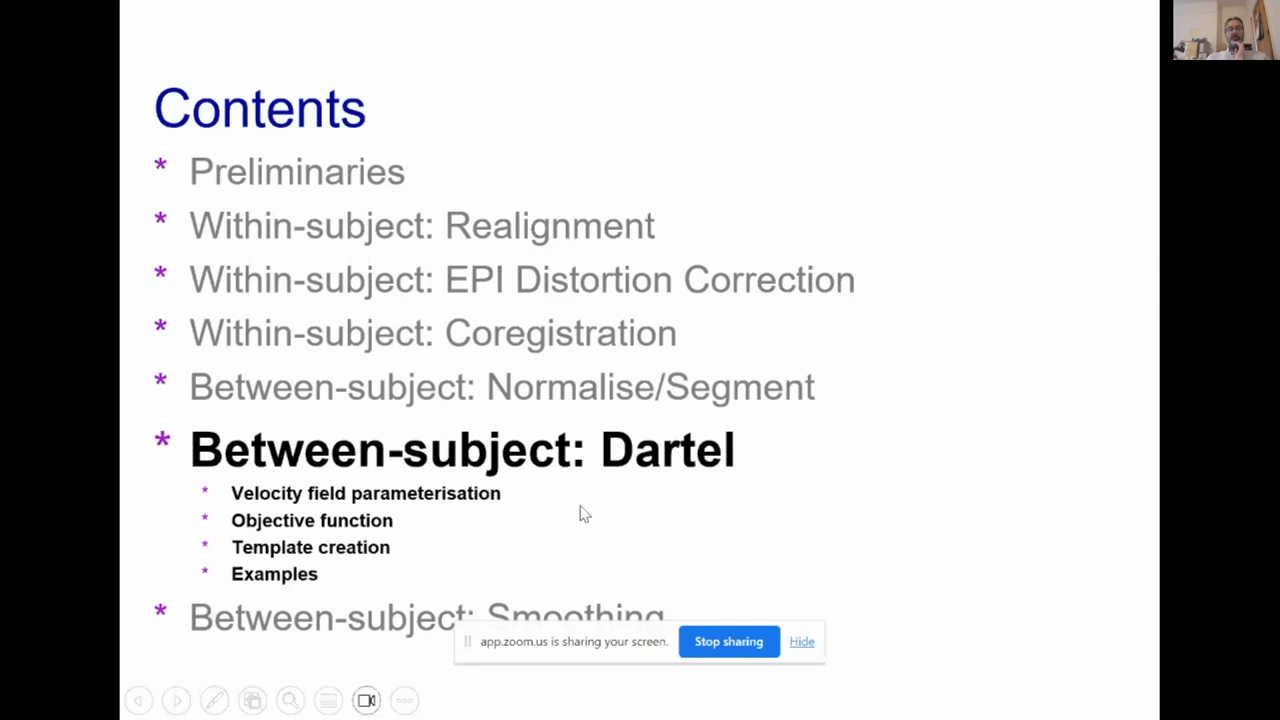 Contents
* Preliminaries
* Within-subject: Realignment
* Within-subject: EPI Distortion Correction
* Within-subject: Coregistration
* Between-subject: Normalise/Segment
* Between-subject: Dartel
* Velocity field parameterisation
* Objective function
* Template creation
* Examples
* Between-subject: Smoothing
app.zoom.us is sharing your screen. Stop sharing Hide